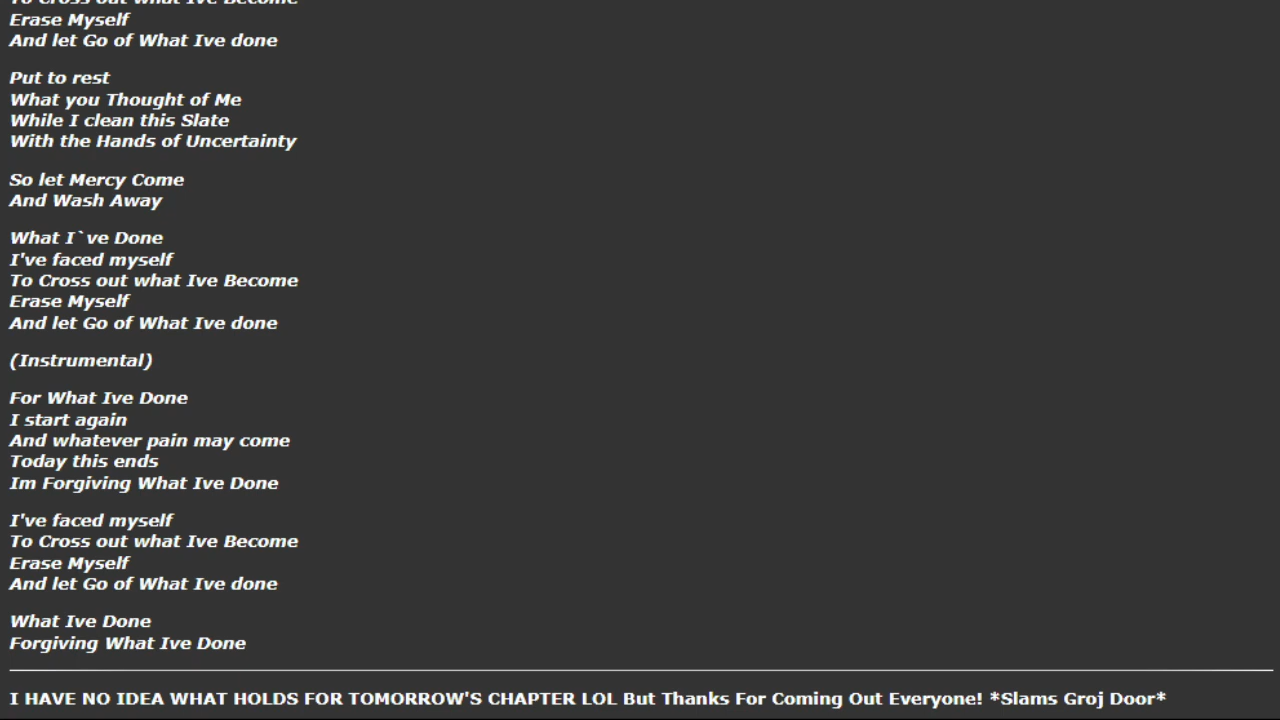 To Cross out what Ive Become
Erase Myself
And let Go of What Ive done
Put to rest
What you Thought of Me
While I clean this Slate
With the Hands of Uncertainty
So let Mercy Come
And Wash Away
What I`ve Done
I've faced myself
To Cross out what Ive Become
Erase Myself
And let Go of What Ive done
(Instrumental)
For What Ive Done
I start again
And whatever pain may come
Today this ends
Im Forgiving What Ive Done
I've faced myself
To Cross out what Ive Become
Erase Myself
And let Go of What Ive done
What Ive Done
Forgiving What Ive Done
I HAVE NO IDEA WHAT HOLDS FOR TOMORROW'S CHAPTER LOL But Thanks For Coming Out Everyone! *Slams Groj Door*